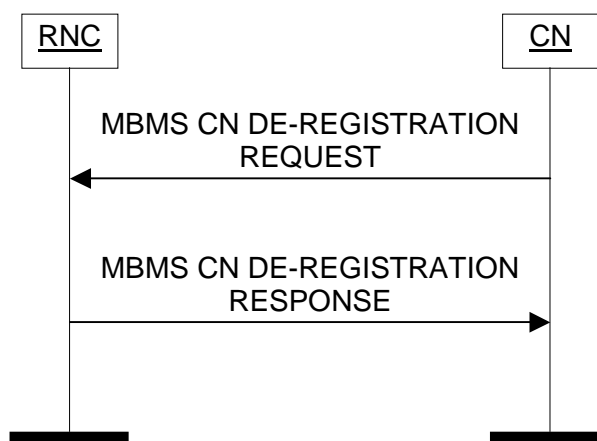 RNC
CN
MBMS CN DE-REGISTRATION
REQUEST
MBMS CN DE-REGISTRATION
RESPONSE